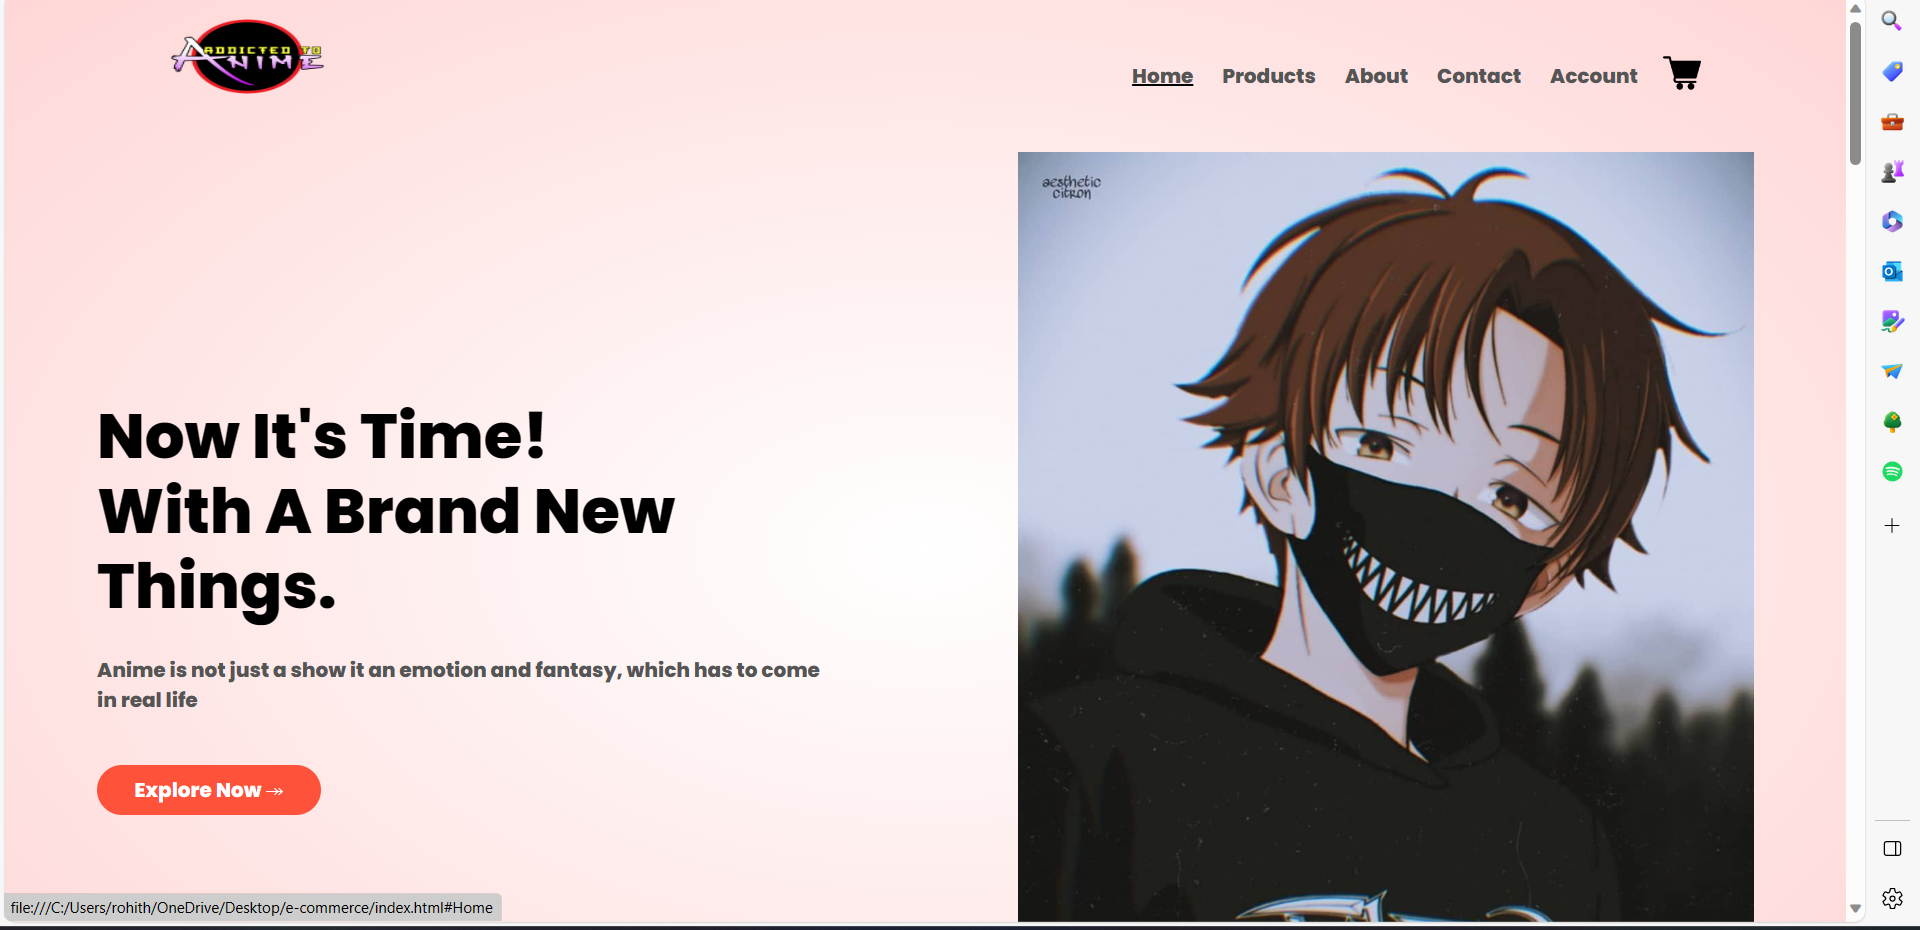 ADDICTED TO
ANIME
Home Products About Contact Account
aesthetic
citron
Now It's Time!
With A Brand New
Things.
Anime is not just a show it an emotion and fantasy, which has to come
in real life
Explore Now ↠
file:///C:/Users/rohith/OneDrive/Desktop/e-commerce/index.html#Home